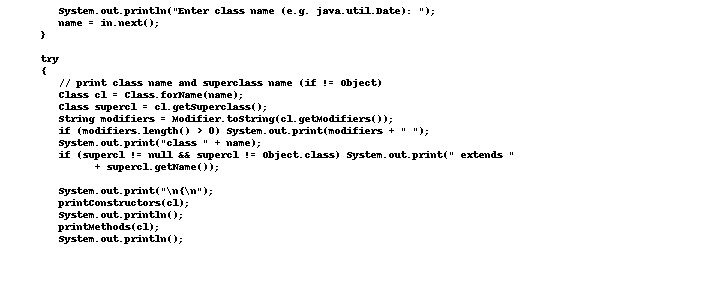 System.out.println("Enter class name (e.g. java.util.Date): ");
name = in.next();
}
try
{
// print class name and superclass name (if != Object)
Class cl = Class.forName(name);
Class supercl = cl.getSuperclass();
String modifiers = Modifier.toString(cl.getModifiers());
if (modifiers.length() > 0) System.out.print(modifiers + " ");
System.out.print("class " + name);
if (supercl != null && supercl != Object.class) System.out.print(" extends "
+ supercl.getName());
System.out.print("\n{\n");
printConstructors(cl);
System.out.println();
printMethods(cl);
System.out.println();